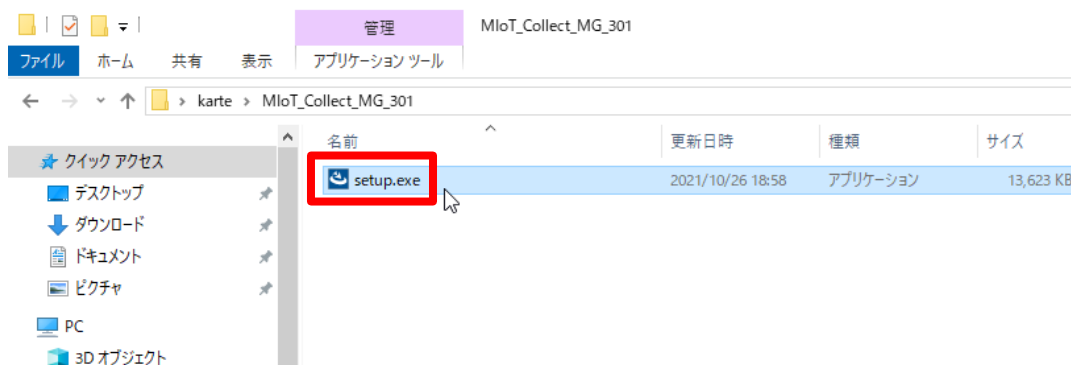 管理 MIoT_Collect_MG_301
ファイル ホーム 共有 表示 アプリケーション ツール
karte › MIoT_Collect_MG_301
名前 更新日時 種類 サイズ
クイック アクセス
setup.exe 2021/10/26 18:58 アプリケーション 13,623 KB
デスクトップ
ダウンロード
ドキュメント
ピクチャ
PC
3D オブジェクト